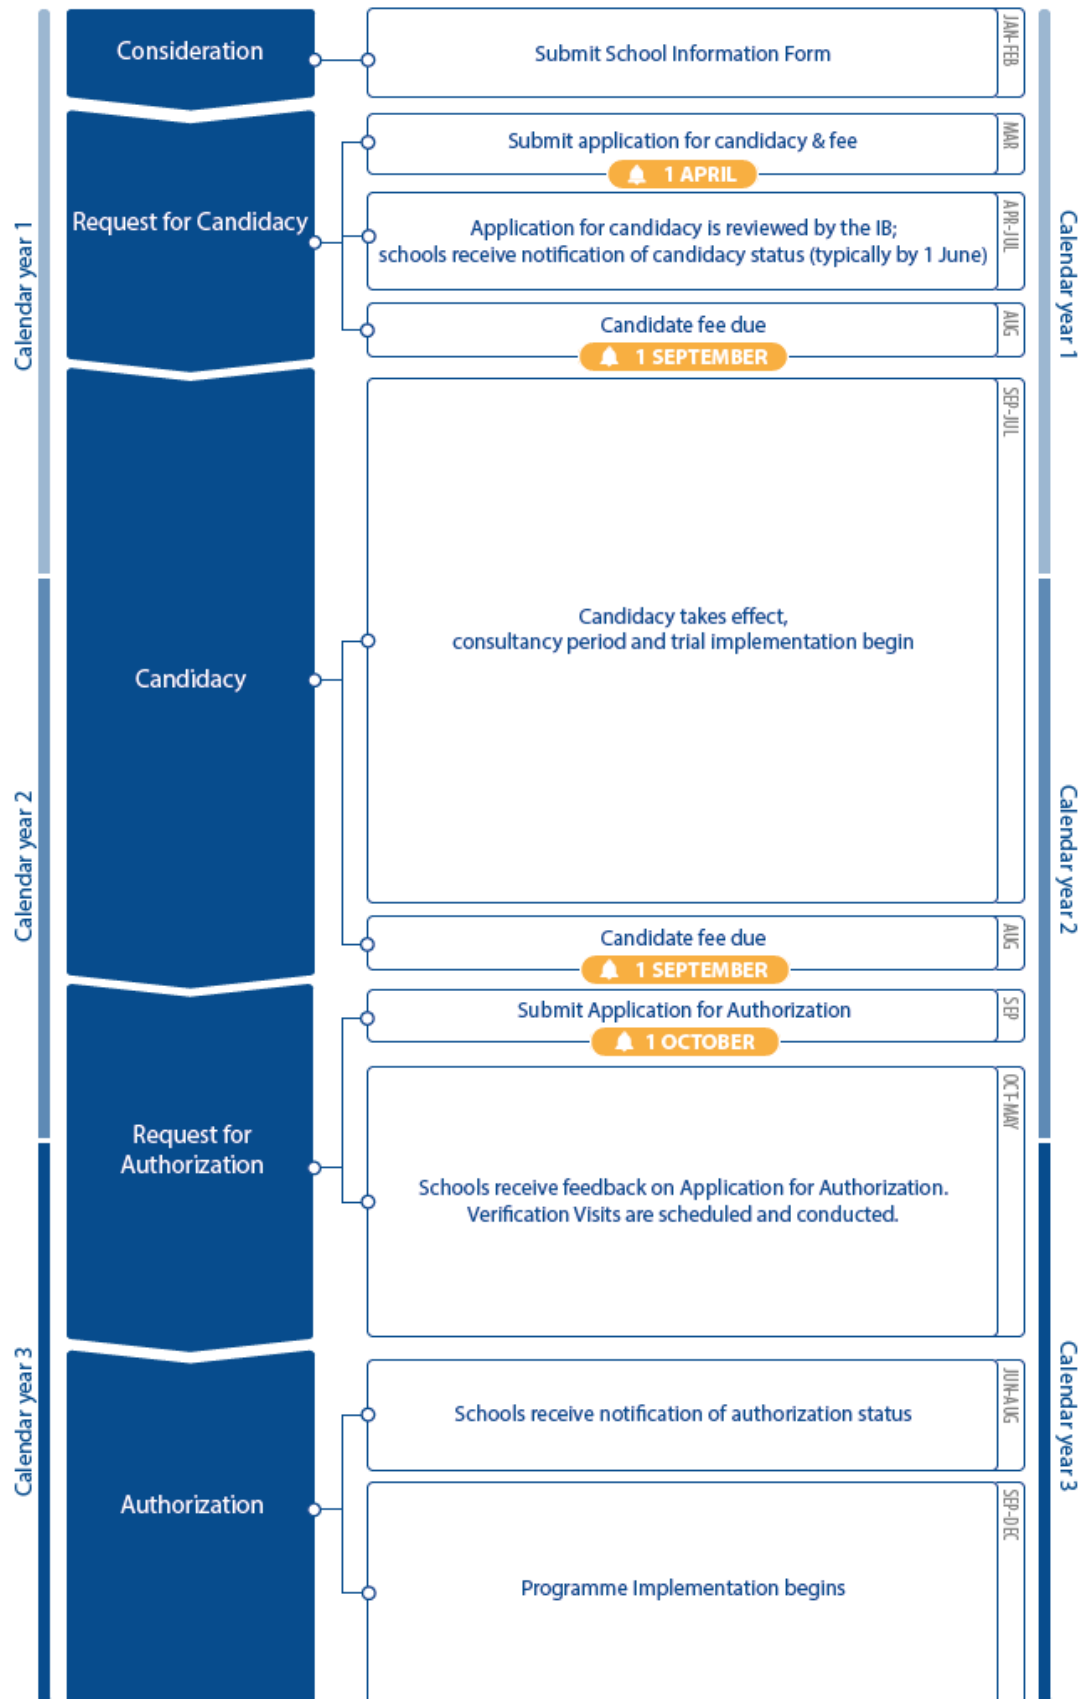 Consideration
Submit School Information Form
JAN-FEB
Calendar year 1
Calendar year 1
Request for Candidacy
Submit application for candidacy & fee
MAR
1 APRIL
Application for candidacy is reviewed by the IB;
schools receive notification of candidacy status (typically by 1 June)
APR-JUL
Candidate fee due
AUG
1 SEPTEMBER
Candidacy
Candidacy takes effect,
consultancy period and trial implementation begin
SEP-JUL
Calendar year 2
Calendar year 2
Candidate fee due
AUG
1 SEPTEMBER
Request for
Authorization
Submit Application for Authorization
SEP
1 OCTOBER
Schools receive feedback on Application for Authorization.
Verification Visits are scheduled and conducted.
OCT-MAY
Calendar year 3
Calendar year 3
Authorization
Schools receive notification of authorization status
JUN-AUG
Programme Implementation begins
SEP-DEC